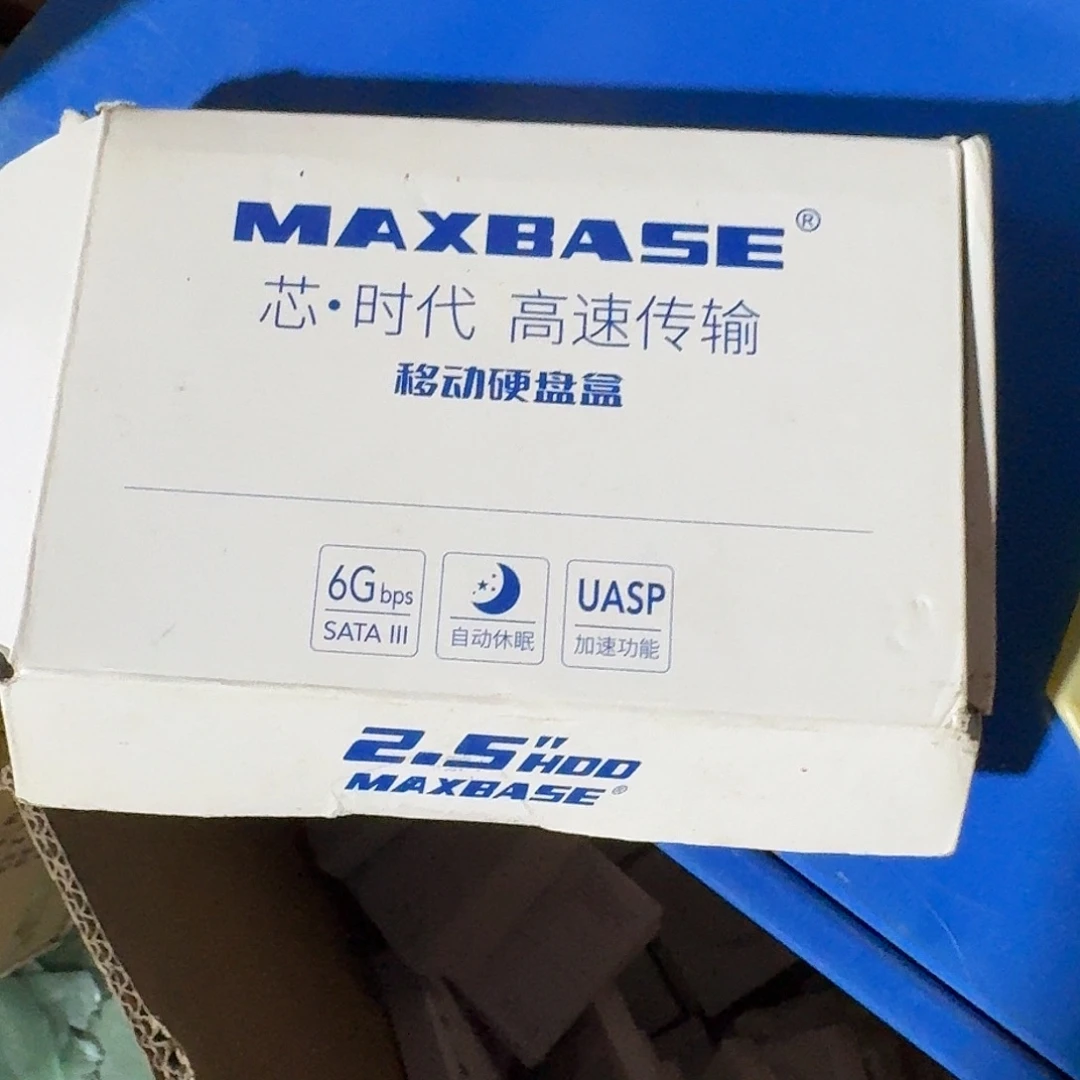 MAXBASE®
芯·时代 高速传输
移动硬盘盒
6Gbps
SATA III
自动休眠
UASP
加速功能
2.5" HDD
MAXBASE®